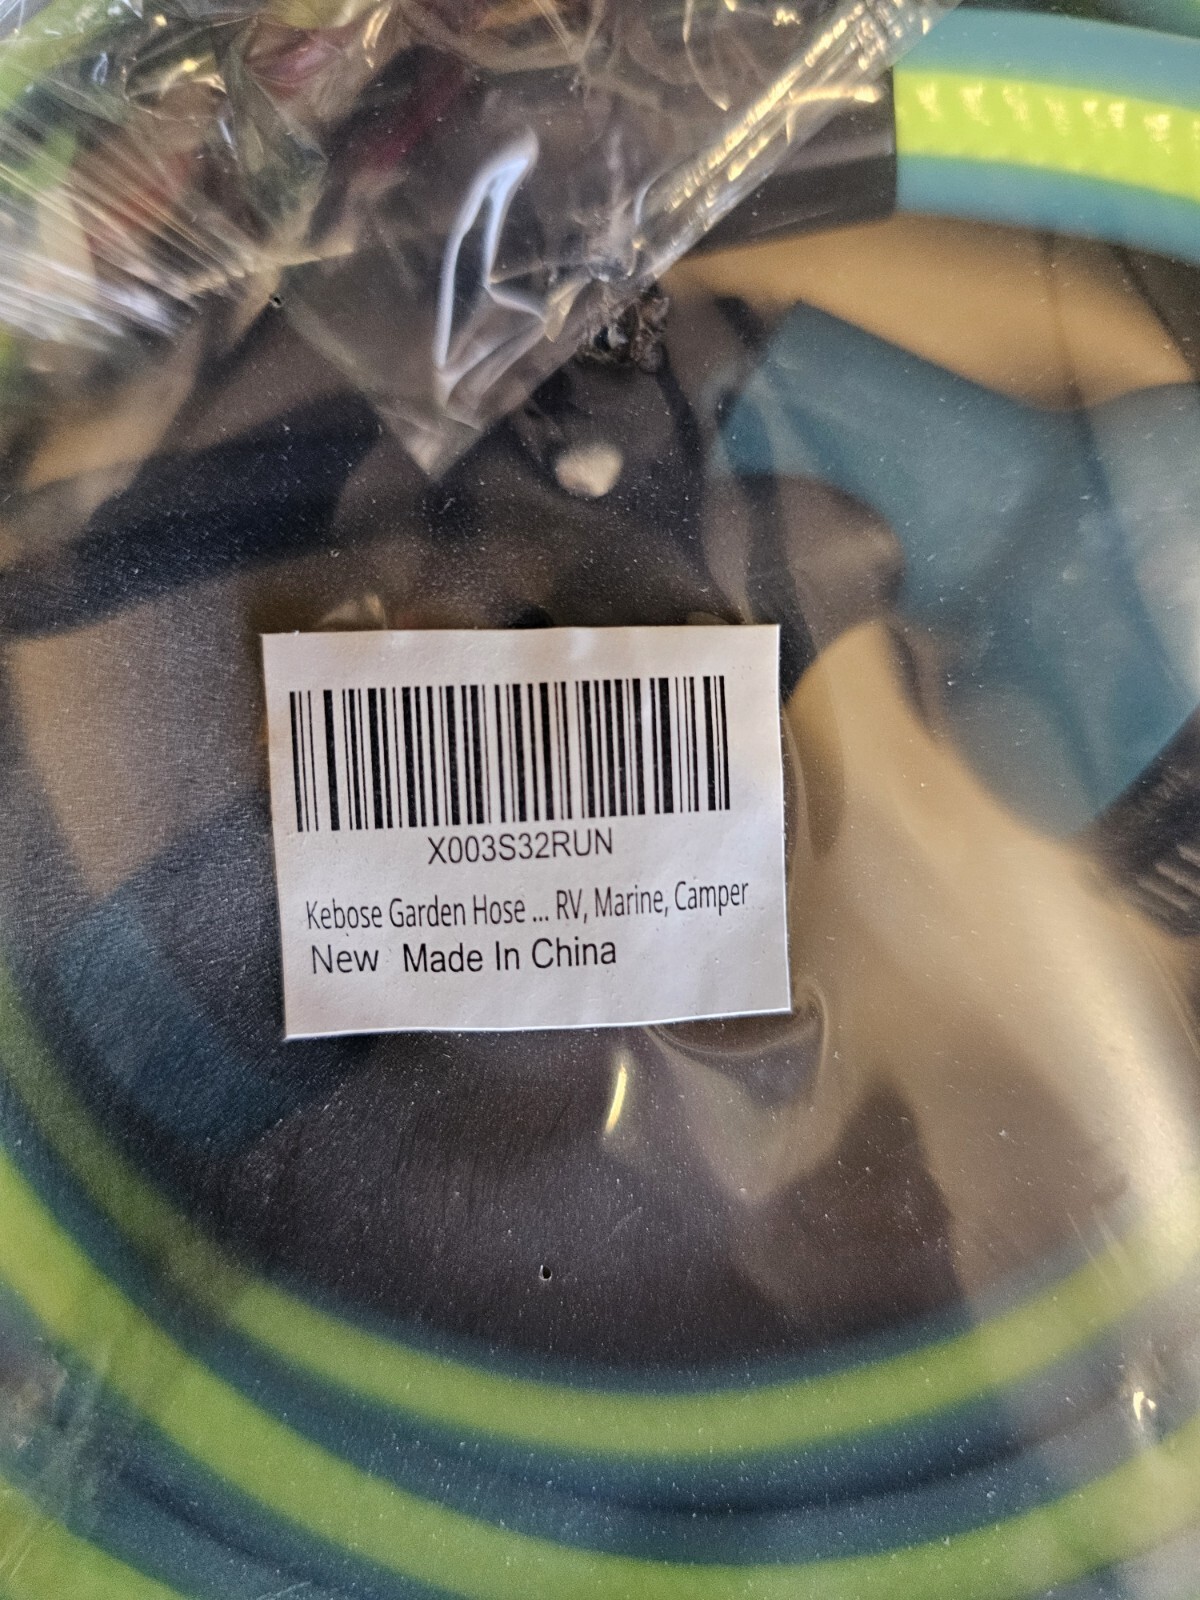 X003S32RUN
Kebose Garden Hose ... RV, Marine, Camper
New Made In China